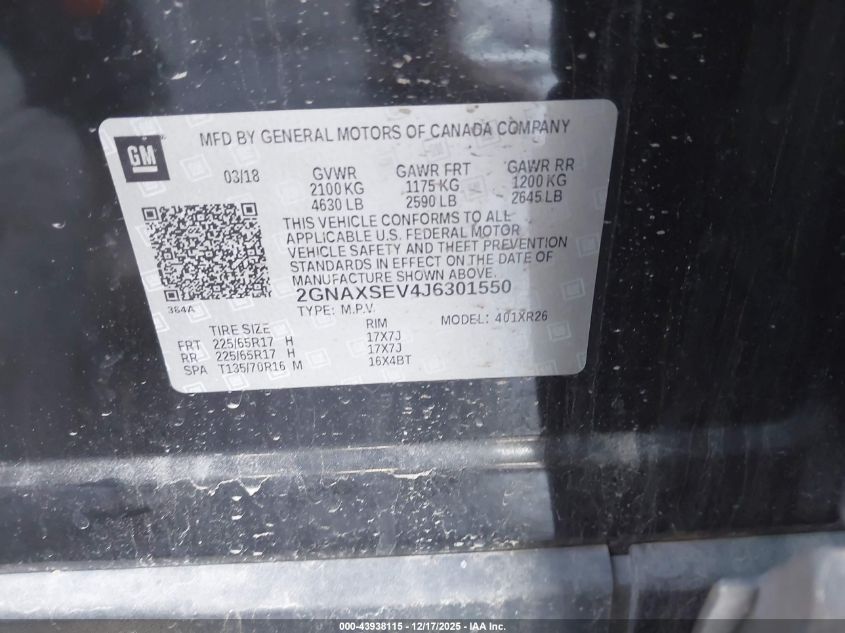 GM
MFD BY GENERAL MOTORS OF CANADA COMPANY
03/18 GVWR GAWR FRT GAWR RR
2100 KG 1175 KG 1200 KG
4630 LB 2590 LB 2645 LB
THIS VEHICLE CONFORMS TO ALL
APPLICABLE U.S. FEDERAL MOTOR
VEHICLE SAFETY AND THEFT PREVENTION
STANDARDS IN EFFECT ON THE DATE OF
MANUFACTURE SHOWN ABOVE.
384A 2GNAXSEV4J6301550
TYPE: M.P.V. MODEL: 401XR26
TIRE SIZE RIM
FRT 225/65R17 H 17X7J
RR 225/65R17 H 17X7J
SPA T135/70R16 M 16X4BT
000-43938115 - 12/17/2025 - IAA Inc.